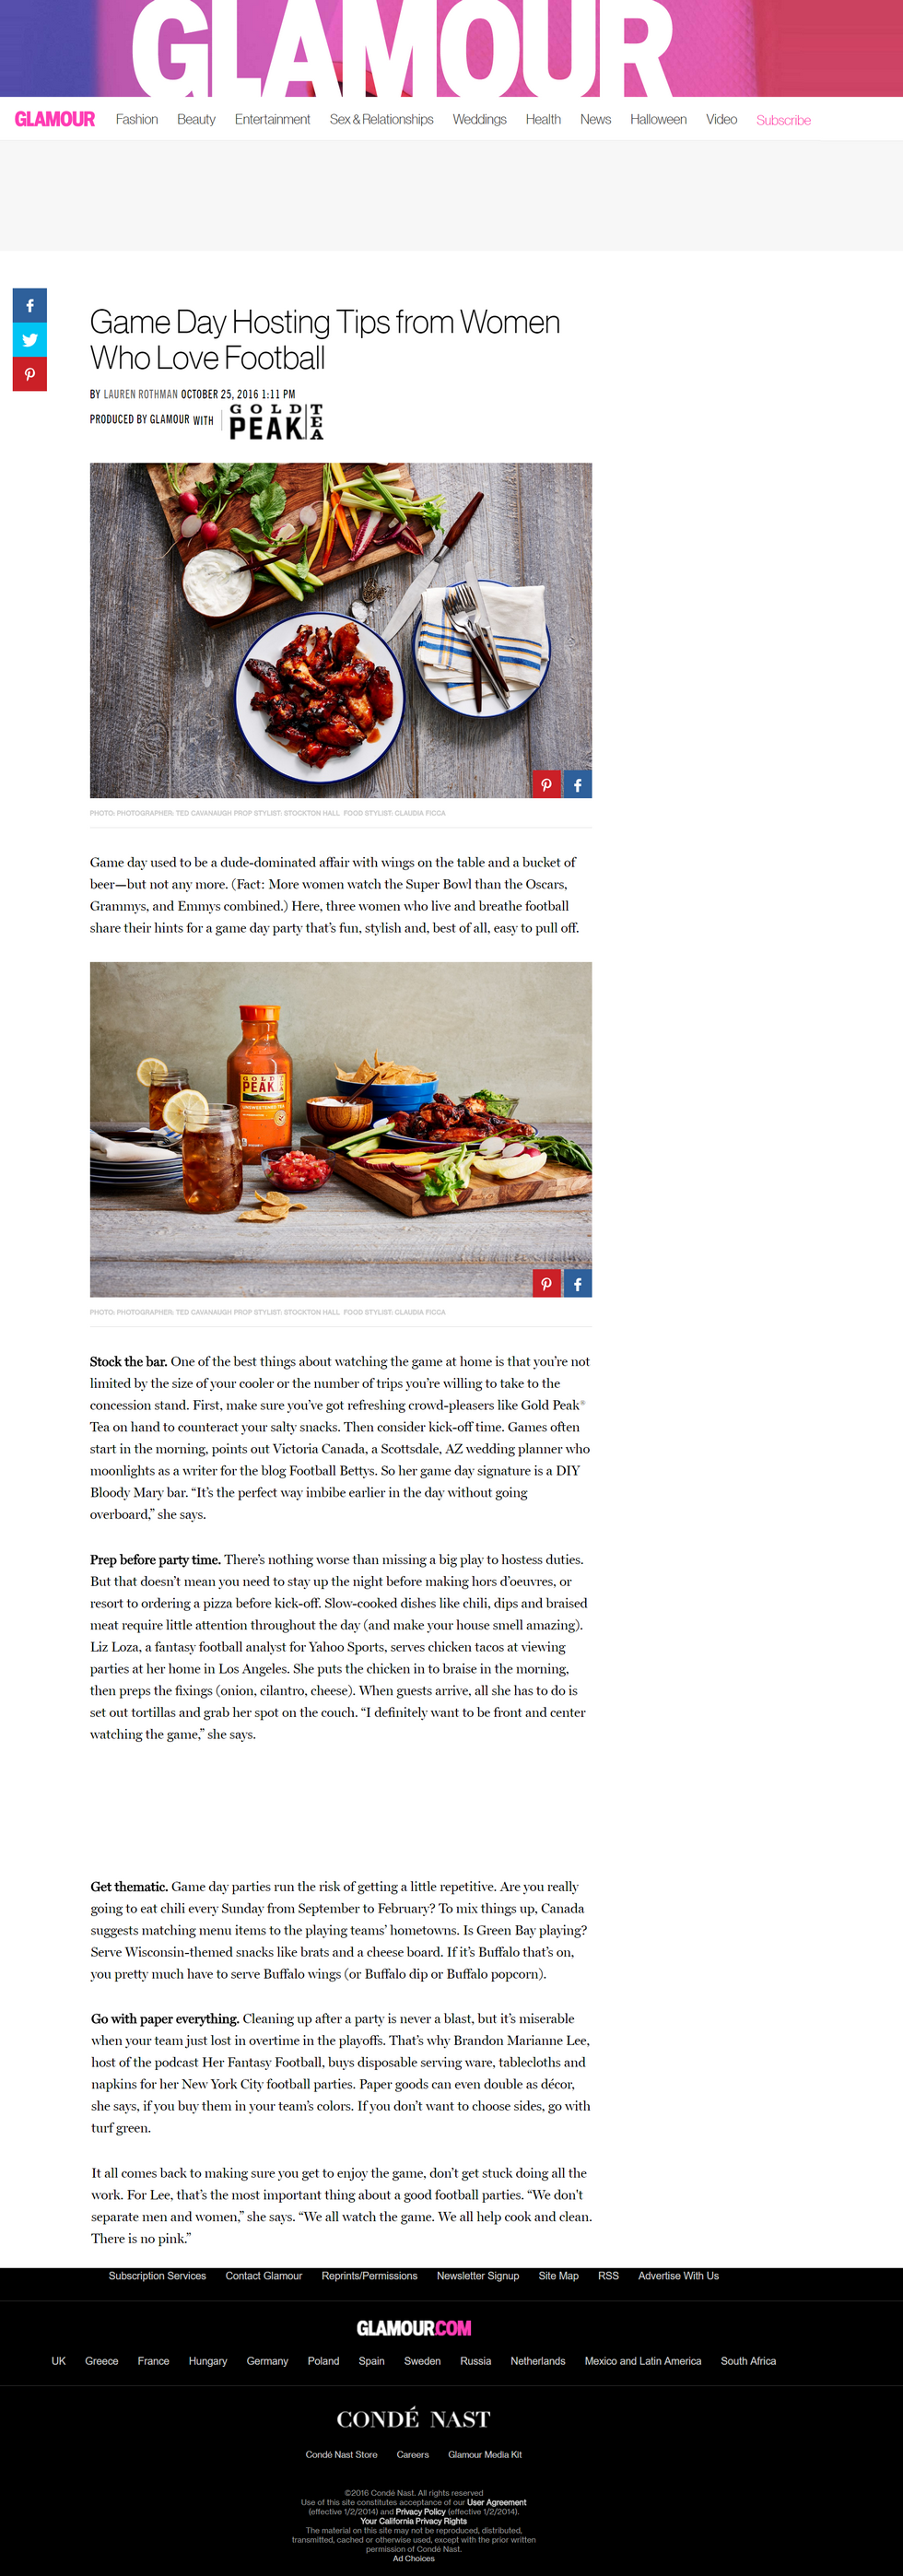 GLAMOUR
GLAMOUR Fashion Beauty Entertainment Sex & Relationships Weddings Health News Halloween Video Subscribe
Game Day Hosting Tips from Women
Who Love Football
BY LAUREN ROTHMAN OCTOBER 25, 2016 1:11 PM
PRODUCED BY GLAMOUR WITH GOLD PEAK TEA
PHOTO: PHOTOGRAPHER: TED CAVANAUGH PROP STYLIST: STOCKTON HALL FOOD STYLIST: CLAUDIA FICCA
Game day used to be a dude-dominated affair with wings on the table and a bucket of
beer—but not any more. (Fact: More women watch the Super Bowl than the Oscars,
Grammys, and Emmys combined.) Here, three women who live and breathe football
share their hints for a game day party that's fun, stylish and, best of all, easy to pull off.
GOLD
PEAK TEA
UNSWEETENED TEA
PHOTO: PHOTOGRAPHER: TED CAVANAUGH PROP STYLIST: STOCKTON HALL FOOD STYLIST: CLAUDIA FICCA
Stock the bar. One of the best things about watching the game at home is that you're not
limited by the size of your cooler or the number of trips you're willing to take to the
concession stand. First, make sure you've got refreshing crowd-pleasers like Gold Peak®
Tea on hand to counteract your salty snacks. Then consider kick-off time. Games often
start in the morning, points out Victoria Canada, a Scottsdale, AZ wedding planner who
moonlights as a writer for the blog Football Bettys. So her game day signature is a DIY
Bloody Mary bar. “It's the perfect way imbibe earlier in the day without going
overboard,” she says.
Prep before party time. There's nothing worse than missing a big play to hostess duties.
But that doesn't mean you need to stay up the night before making hors d'oeuvres, or
resort to ordering a pizza before kick-off. Slow-cooked dishes like chili, dips and braised
meat require little attention throughout the day (and make your house smell amazing).
Liz Loza, a fantasy football analyst for Yahoo Sports, serves chicken tacos at viewing
parties at her home in Los Angeles. She puts the chicken in to braise in the morning,
then preps the fixings (onion, cilantro, cheese). When guests arrive, all she has to do is
set out tortillas and grab her spot on the couch. “I definitely want to be front and center
watching the game,” she says.
Get thematic. Game day parties run the risk of getting a little repetitive. Are you really
going to eat chili every Sunday from September to February? To mix things up, Canada
suggests matching menu items to the playing teams' hometowns. Is Green Bay playing?
Serve Wisconsin-themed snacks like brats and a cheese board. If it's Buffalo that's on,
you pretty much have to serve Buffalo wings (or Buffalo dip or Buffalo popcorn).
Go with paper everything. Cleaning up after a party is never a blast, but it's miserable
when your team just lost in overtime in the playoffs. That's why Brandon Marianne Lee,
host of the podcast Her Fantasy Football, buys disposable serving ware, tablecloths and
napkins for her New York City football parties. Paper goods can even double as décor,
she says, if you buy them in your team's colors. If you don't want to choose sides, go with
turf green.
It all comes back to making sure you get to enjoy the game, don't get stuck doing all the
work. For Lee, that's the most important thing about a good football parties. “We don't
separate men and women,” she says. “We all watch the game. We all help cook and clean.
There is no pink.”
Subscription Services Contact Glamour Reprints/Permissions Newsletter Signup Site Map RSS Advertise With Us
GLAMOUR.COM
UK Greece France Hungary Germany Poland Spain Sweden Russia Netherlands Mexico and Latin America South Africa
CONDÉ NAST
Condé Nast Store Careers Glamour Media Kit
©2016 Condé Nast. All rights reserved
Use of this site constitutes acceptance of our User Agreement
(effective 1/2/2014) and Privacy Policy (effective 1/2/2014).
Your California Privacy Rights
The material on this site may not be reproduced, distributed,
transmitted, cached or otherwise used, except with the prior written
permission of Condé Nast.
Ad Choices